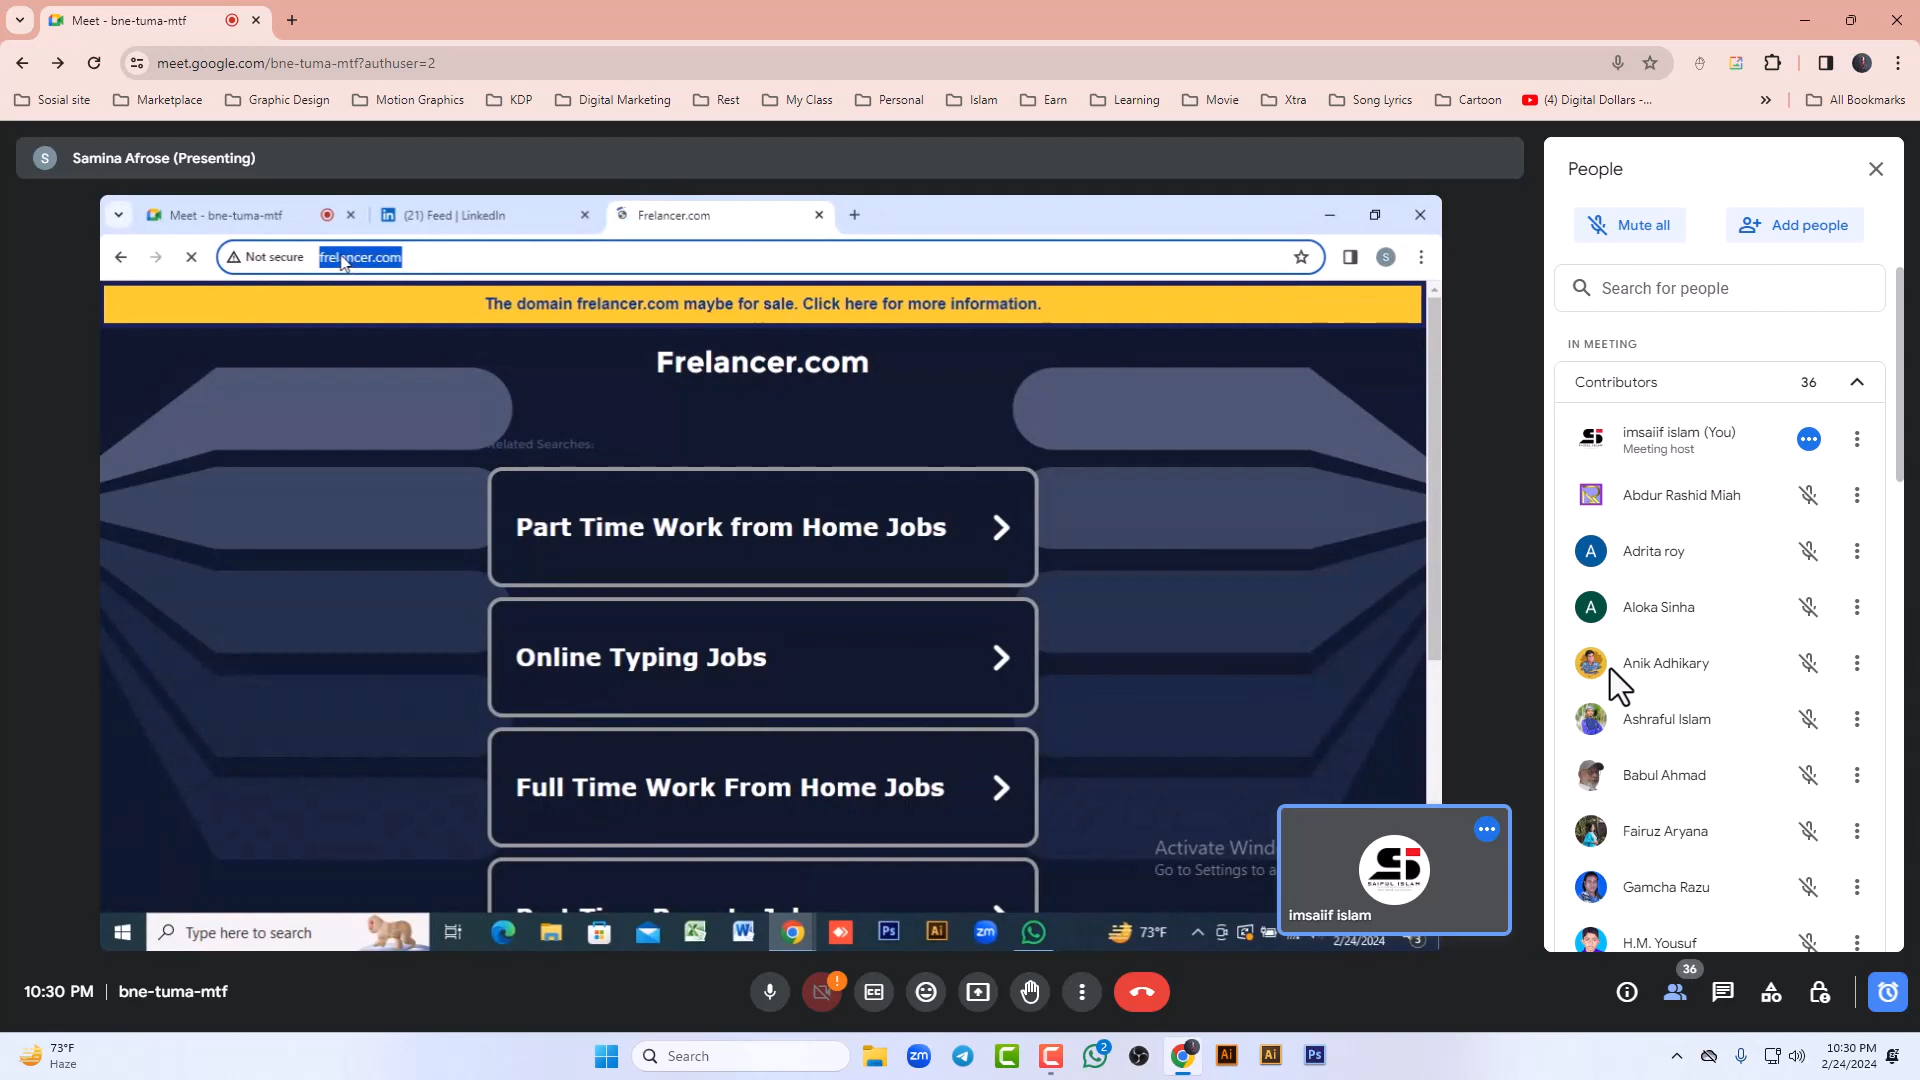 Meet - bne-tuma-mtf
meet.google.com/bne-tuma-mtf?authuser=2
Sosial site
Marketplace
Graphic Design
Motion Graphics
KDP
Digital Marketing
Rest
My Class
Personal
Islam
Earn
Learning
Movie
Xtra
Song Lyrics
Cartoon
(4) Digital Dollars -...
All Bookmarks
S
Samina Afrose (Presenting)
Meet - bne-tuma-mtf
(21) Feed | LinkedIn
Frelancer.com
Not secure
frelancer.com
S
The domain frelancer.com maybe for sale. Click here for more information.
Frelancer.com
Related Searches:
Part Time Work from Home Jobs
Online Typing Jobs
Full Time Work From Home Jobs
Activate Wind
Go to Settings to a
SAIFUL ISLAM
imsaiif islam
Type here to search
73°F
2/24/2024
3
People
Mute all
Add people
Search for people
IN MEETING
Contributors
36
imsaiif islam (You)
Meeting host
Abdur Rashid Miah
A
Adrita roy
A
Aloka Sinha
Anik Adhikary
Ashraful Islam
Babul Ahmad
Fairuz Aryana
Gamcha Razu
H.M. Yousuf
10:30 PM | bne-tuma-mtf
36
73°F
Haze
Search
2
10:30 PM
2/24/2024